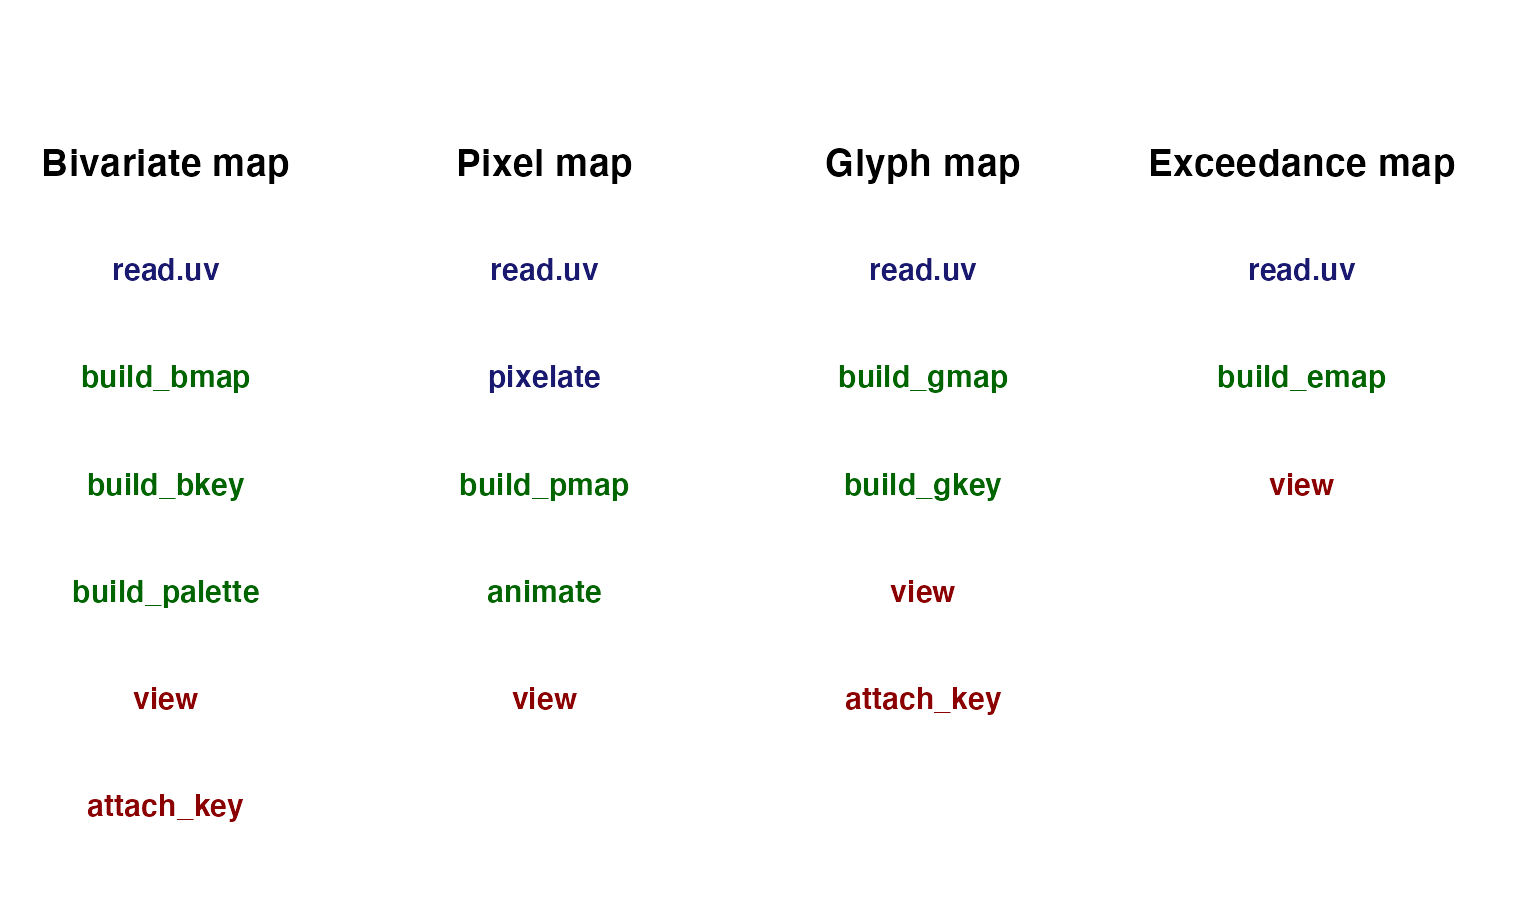 Bivariate map Pixel map Glyph map Exceedance map
read.uv read.uv read.uv read.uv
build_bmap pixelate build_gmap build_emap
build_bkey build_pmap build_gkey view
build_palette animate view
view view attach_key
attach_key